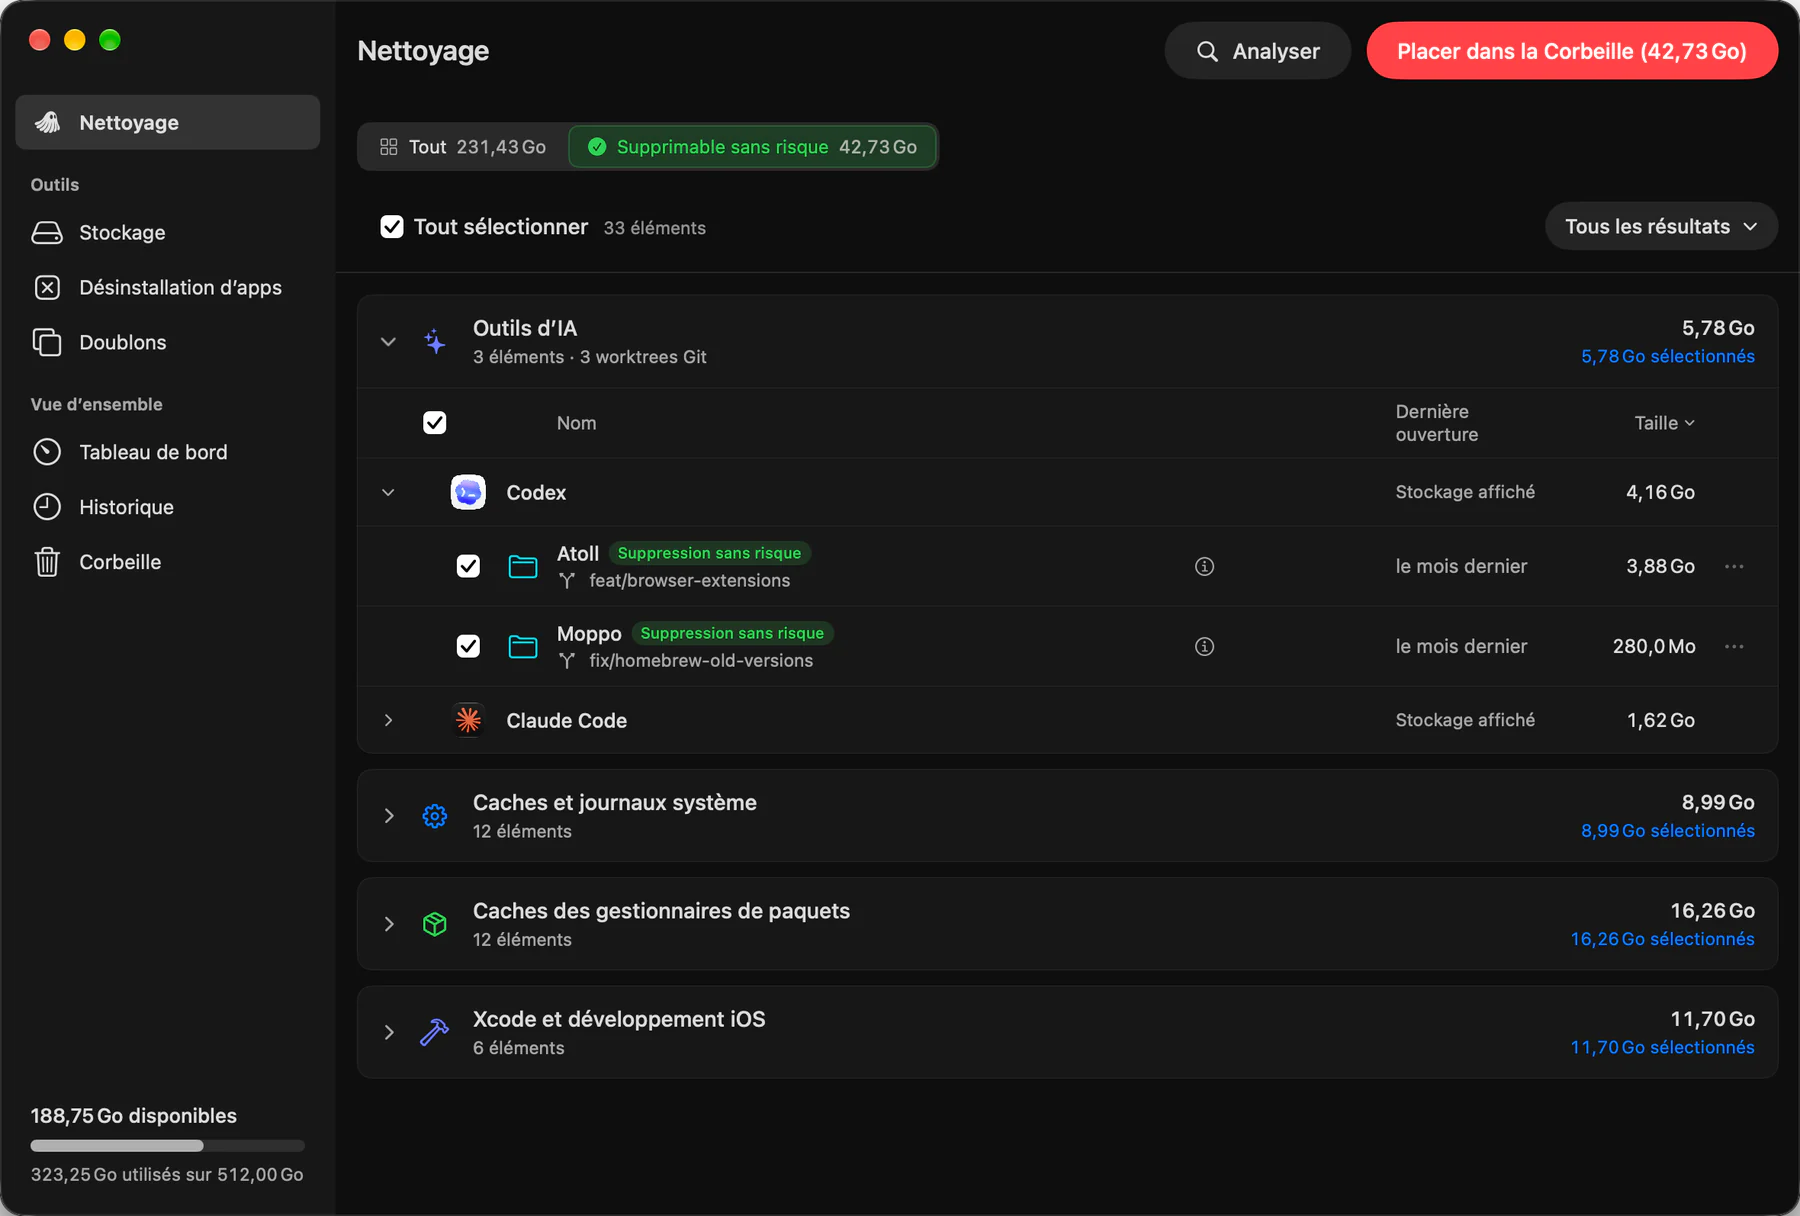 Nettoyage
Outils
Stockage
Désinstallation d’apps
Doublons
Vue d’ensemble
Tableau de bord
Historique
Corbeille
188,75 Go disponibles
323,25 Go utilisés sur 512,00 Go
Nettoyage
Analyser
Placer dans la Corbeille (42,73 Go)
Tout 231,43 Go
Supprimable sans risque 42,73 Go
Tout sélectionner 33 éléments
Tous les résultats
Outils d’IA
5,78 Go
3 éléments · 3 worktrees Git
5,78 Go sélectionnés
Nom
Dernière
ouverture
Taille
Codex
Stockage affiché
4,16 Go
Atoll Suppression sans risque
feat/browser-extensions
le mois dernier
3,88 Go
Moppo Suppression sans risque
fix/homebrew-old-versions
le mois dernier
280,0 Mo
Claude Code
Stockage affiché
1,62 Go
Caches et journaux système
8,99 Go
12 éléments
8,99 Go sélectionnés
Caches des gestionnaires de paquets
16,26 Go
12 éléments
16,26 Go sélectionnés
Xcode et développement iOS
11,70 Go
6 éléments
11,70 Go sélectionnés